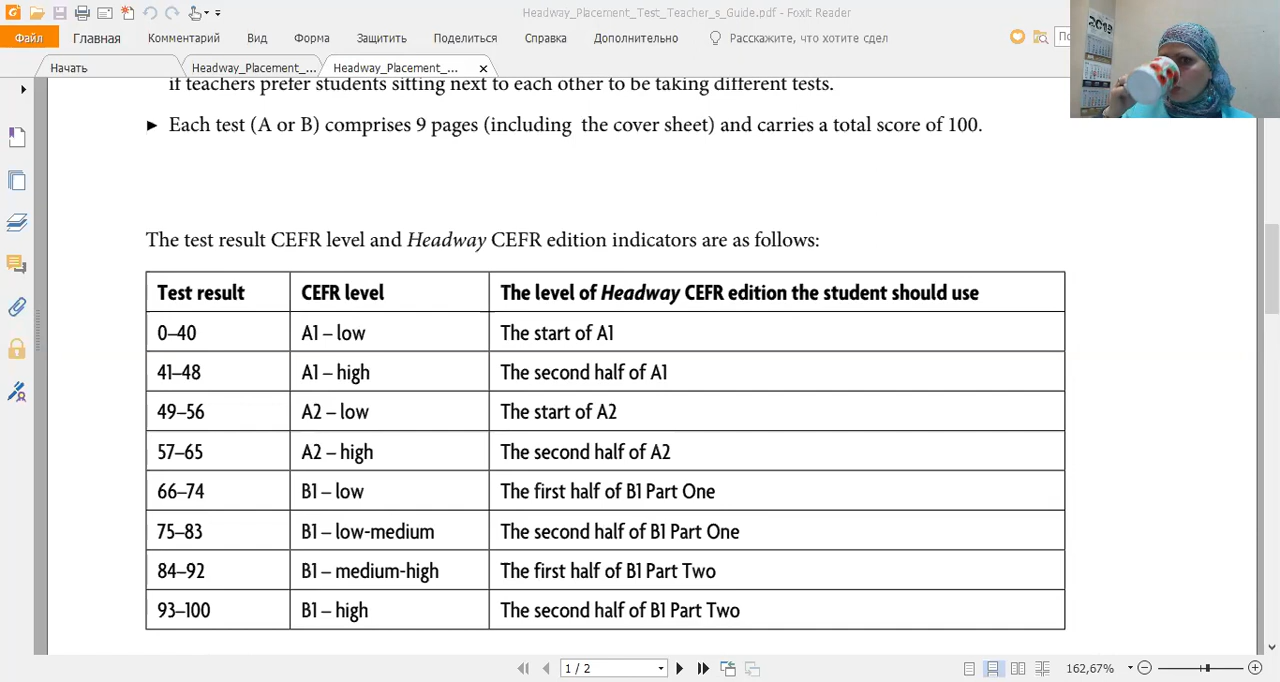 Headway_Placement_Test_Teacher_s_Guide.pdf - Foxit Reader
Файл Главная Комментарий Вид Форма Защитить Поделиться Справка Дополнительно Расскажите, что хотите сделать
Начать Headway_Placement_... Headway_Placement_...
if teachers prefer students sitting next to each other to be taking different tests.
► Each test (A or B) comprises 9 pages (including the cover sheet) and carries a total score of 100.
The test result CEFR level and Headway CEFR edition indicators are as follows:
Test result CEFR level The level of Headway CEFR edition the student should use
0–40 A1 – low The start of A1
41–48 A1 – high The second half of A1
49–56 A2 – low The start of A2
57–65 A2 – high The second half of A2
66–74 B1 – low The first half of B1 Part One
75–83 B1 – low-medium The second half of B1 Part One
84–92 B1 – medium-high The first half of B1 Part Two
93–100 B1 – high The second half of B1 Part Two
1 / 2 162,67%